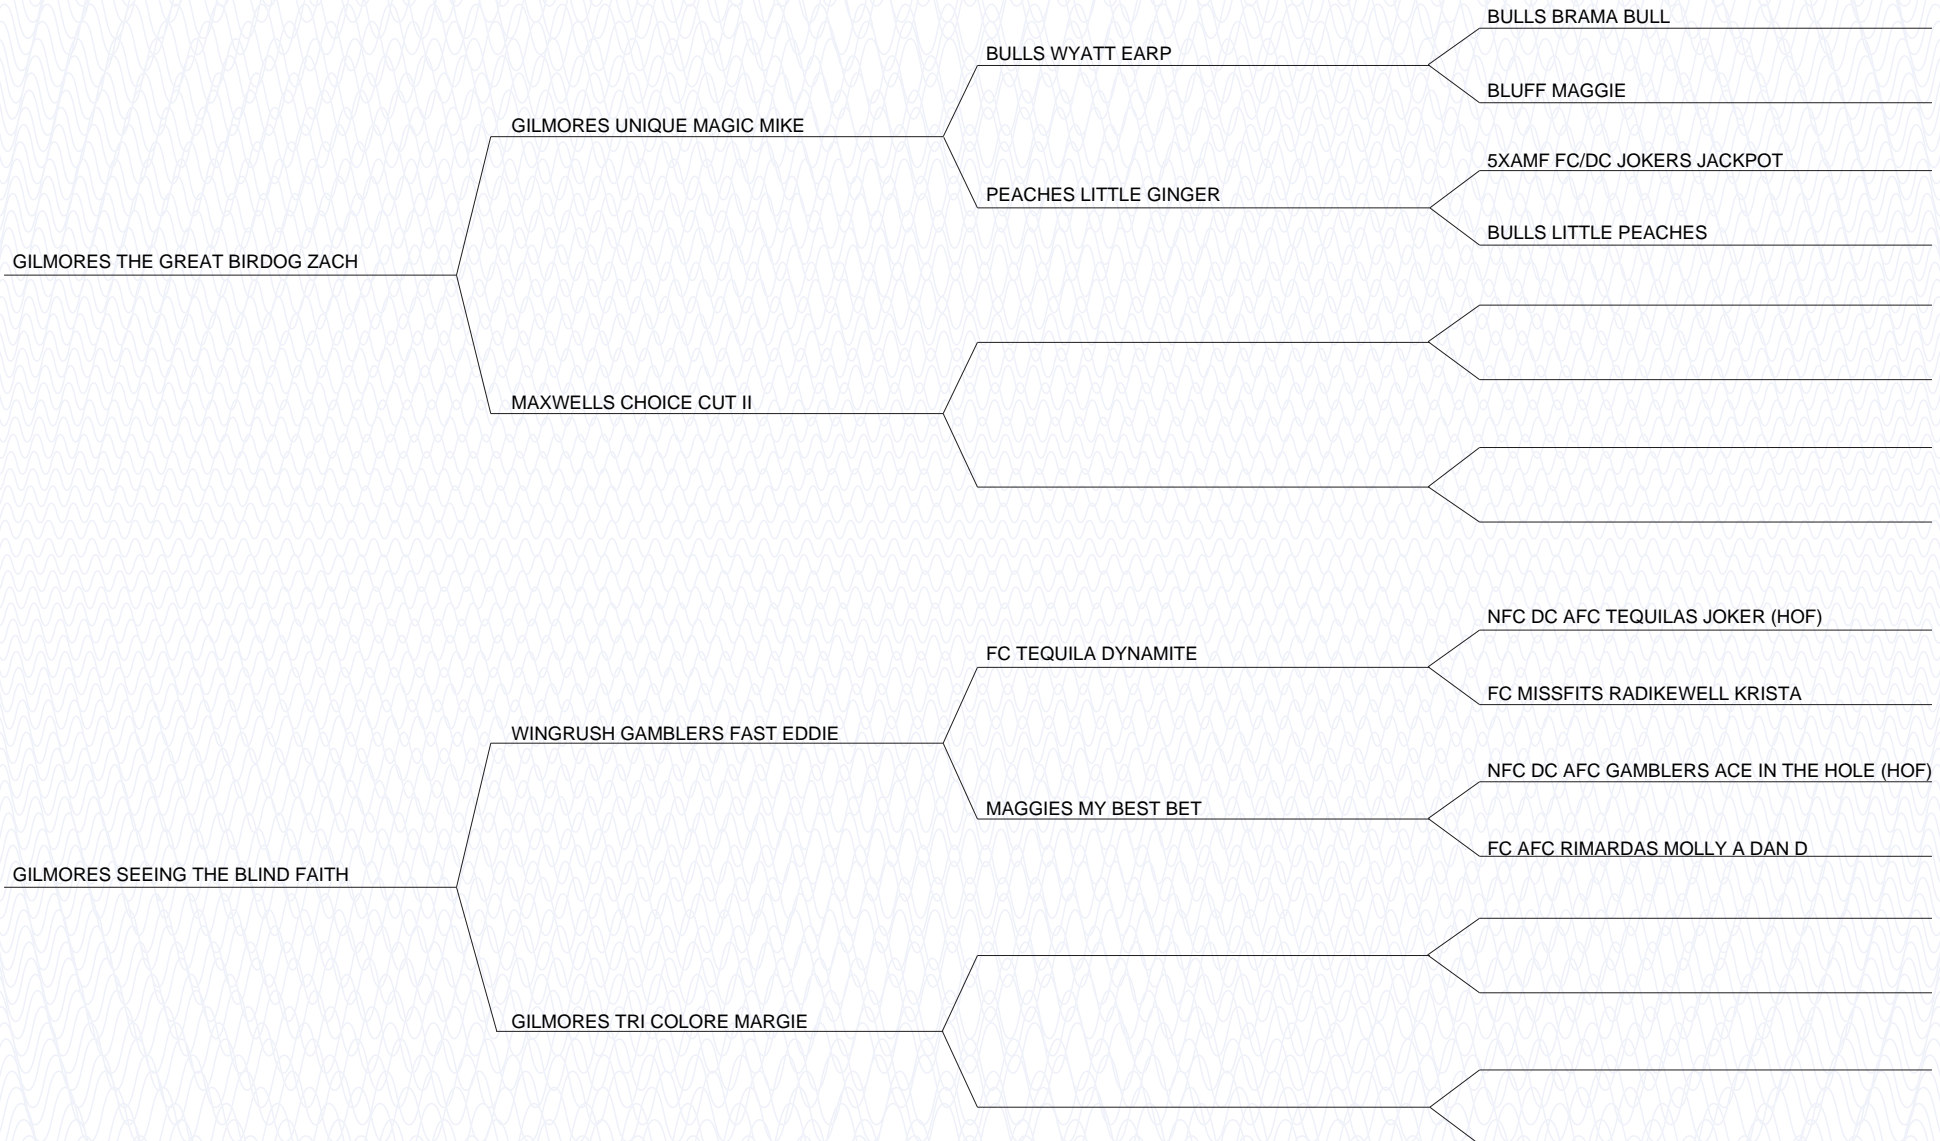 BULLS BRAMA BULL
BULLS WYATT EARP
BLUFF MAGGIE
GILMORES UNIQUE MAGIC MIKE
5XAMF FC/DC JOKERS JACKPOT
PEACHES LITTLE GINGER
BULLS LITTLE PEACHES
GILMORES THE GREAT BIRDOG ZACH
MAXWELLS CHOICE CUT II
NFC DC AFC TEQUILAS JOKER (HOF)
FC TEQUILA DYNAMITE
FC MISSFITS RADIKEWELL KRISTA
WINGRUSH GAMBLERS FAST EDDIE
NFC DC AFC GAMBLERS ACE IN THE HOLE (HOF)
MAGGIES MY BEST BET
FC AFC RIMARDAS MOLLY A DAN D
GILMORES SEEING THE BLIND FAITH
GILMORES TRI COLORE MARGIE